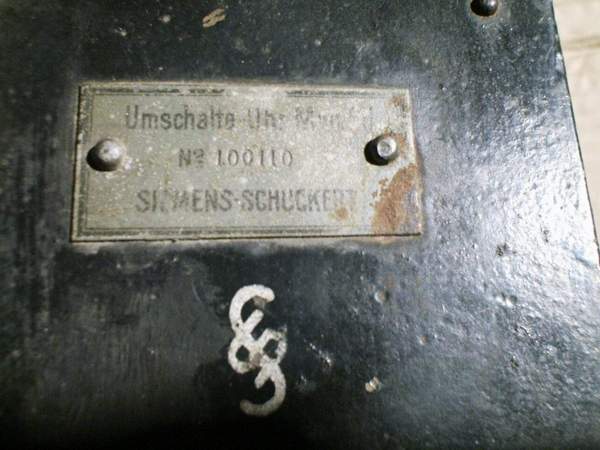 Umschalte-Uhr
Nº 100110
SIEMENS-SCHUCKERT